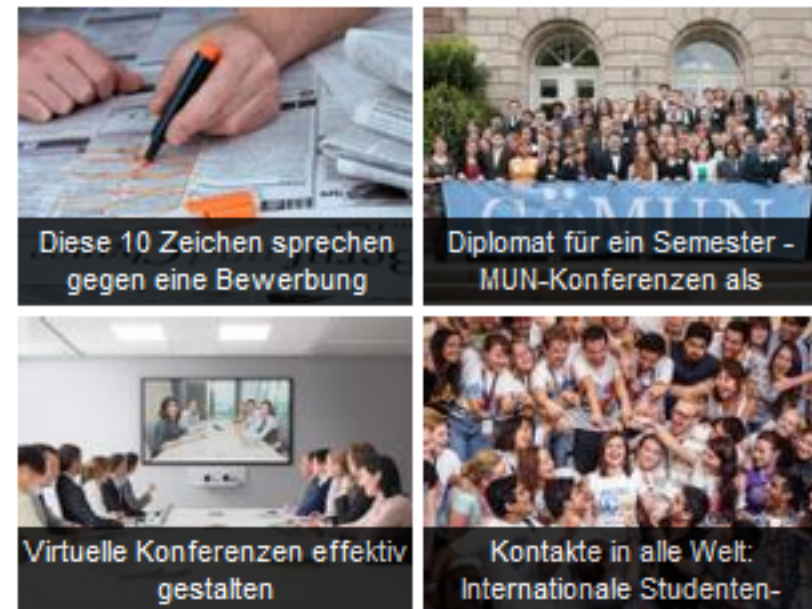 Diese 10 Zeichen sprechen
gegen eine Bewerbung
GöMUN
Diplomat für ein Semester -
MUN-Konferenzen als
Virtuelle Konferenzen effektiv
gestalten
Kontakte in alle Welt:
Internationale Studenten-